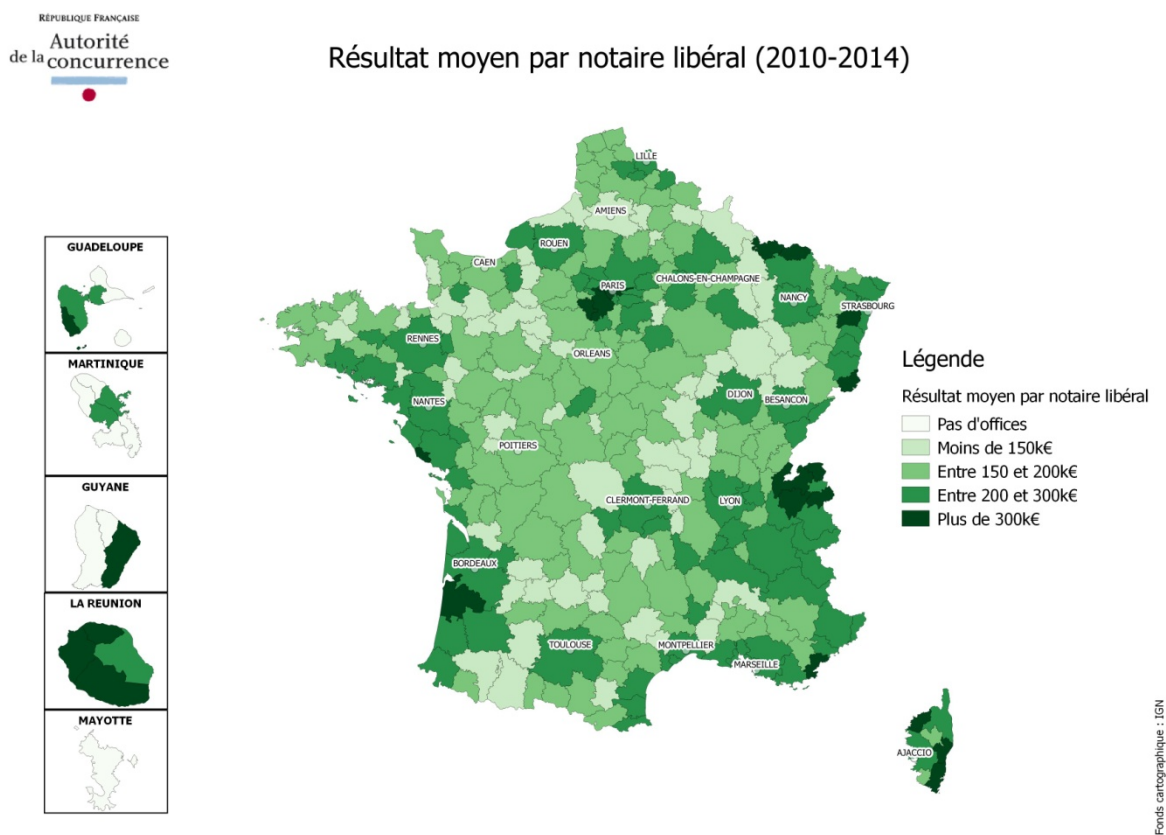 RÉPUBLIQUE FRANÇAISE
Autorité
de la concurrence
Résultat moyen par notaire libéral (2010-2014)
GUADELOUPE
MARTINIQUE
GUYANE
LA REUNION
MAYOTTE
LILLE
AMIENS
ROUEN
CAEN
PARIS
CHALONS-EN-CHAMPAGNE
NANCY
STRASBOURG
RENNES
ORLEANS
NANTES
DIJON
BESANCON
POITIERS
CLERMONT-FERRAND
LYON
BORDEAUX
TOULOUSE
MONTPELLIER
MARSEILLE
AJACCIO
Légende
Résultat moyen par notaire libéral
Pas d'offices
Moins de 150k€
Entre 150 et 200k€
Entre 200 et 300k€
Plus de 300k€
Fonds cartographique : IGN